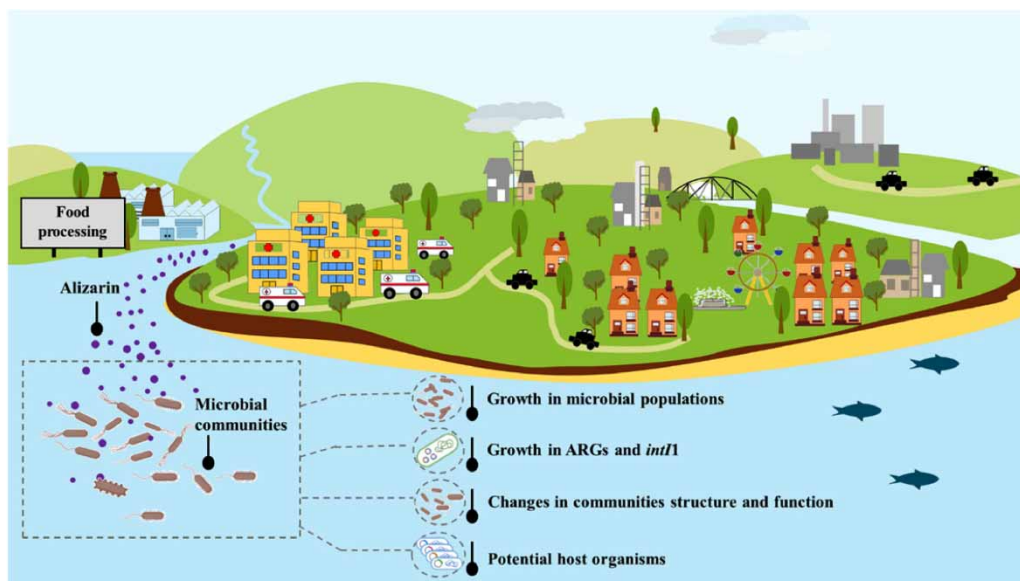 Food
processing
Alizarin
Microbial
communities
Growth in microbial populations
Growth in ARGs and intI1
Changes in communities structure and function
Potential host organisms